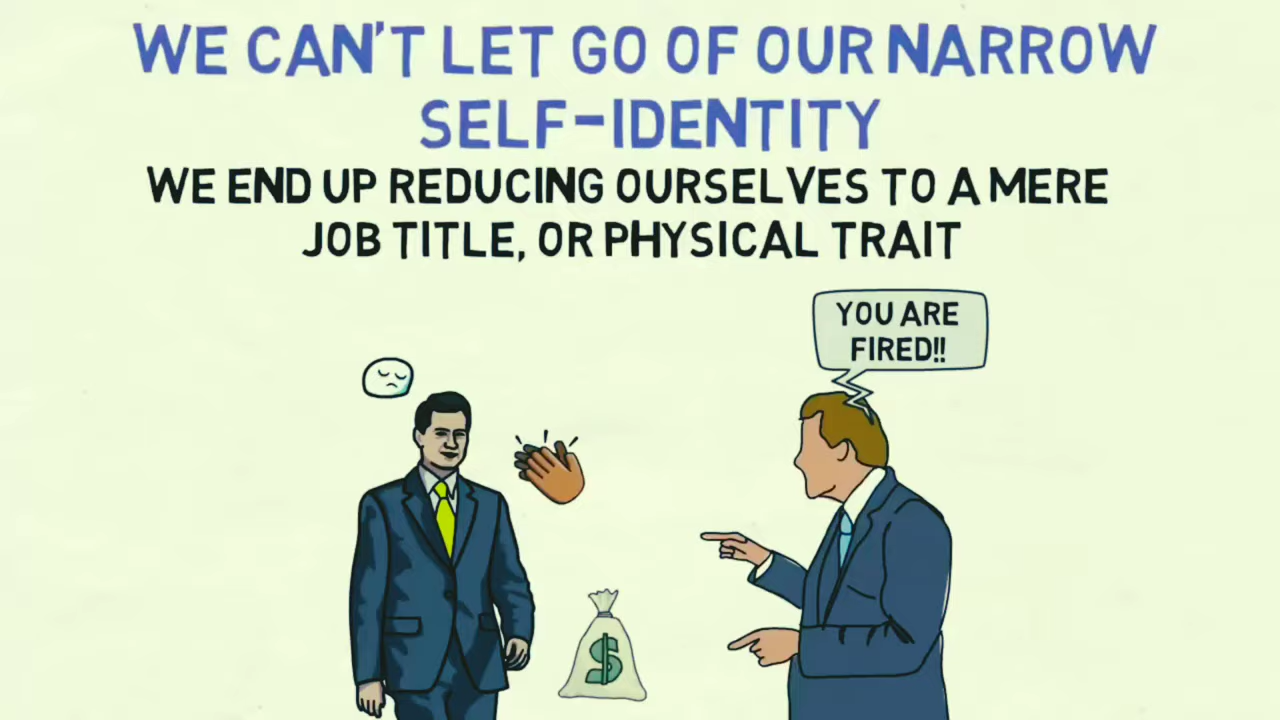 WE CAN'T LET GO OF OUR NARROW
SELF-IDENTITY
WE END UP REDUCING OURSELVES TO A MERE
JOB TITLE, OR PHYSICAL TRAIT
YOU ARE
FIRED!!
$